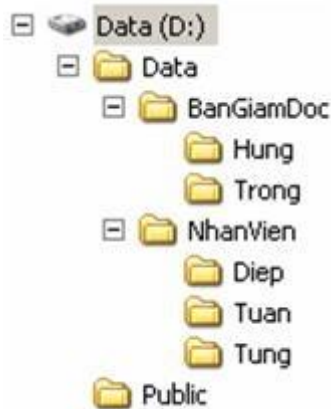 Data (D:)
Data
BanGiamDoc
Hung
Trong
NhanVien
Diep
Tuan
Tung
Public